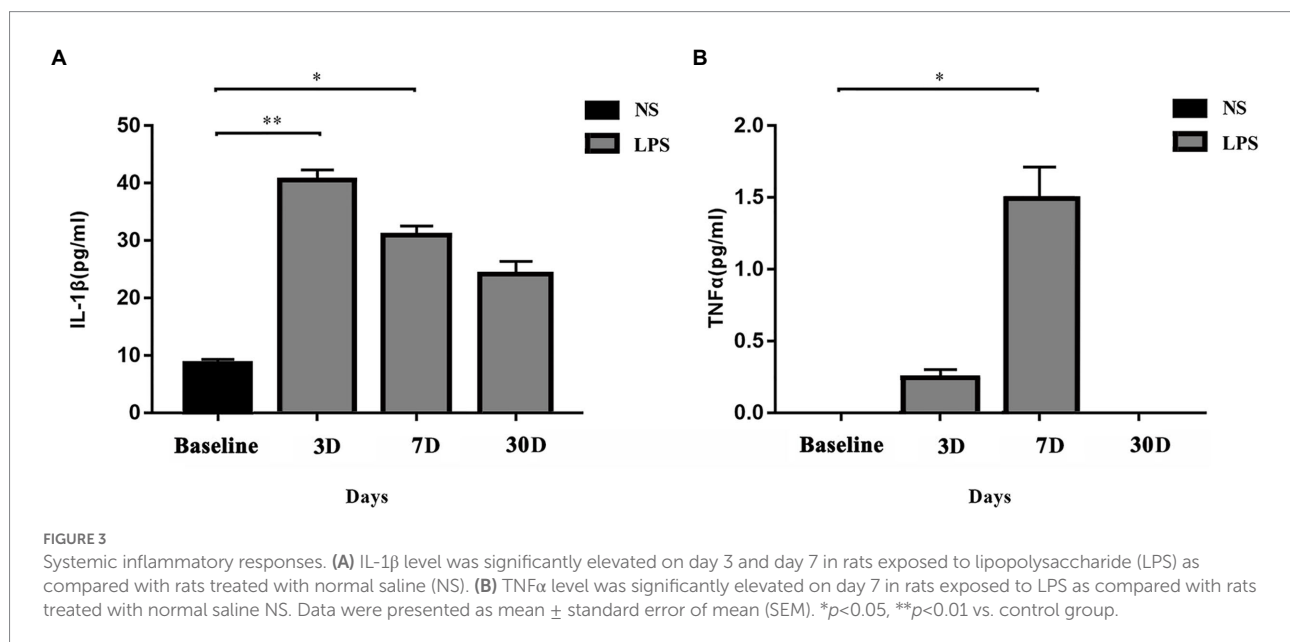 A
*
**
NS
LPS
50
40
30
20
10
0
IL-1β(pg/ml)
Baseline 3D 7D 30D
Days
B
*
NS
LPS
2.0
1.5
1.0
0.5
0.0
TNFα(pg/ml)
Baseline 3D 7D 30D
Days
FIGURE 3
Systemic inflammatory responses. (A) IL-1β level was significantly elevated on day 3 and day 7 in rats exposed to lipopolysaccharide (LPS) as
compared with rats treated with normal saline (NS). (B) TNFα level was significantly elevated on day 7 in rats exposed to LPS as compared with rats
treated with normal saline NS. Data were presented as mean ± standard error of mean (SEM). *p<0.05, **p<0.01 vs. control group.